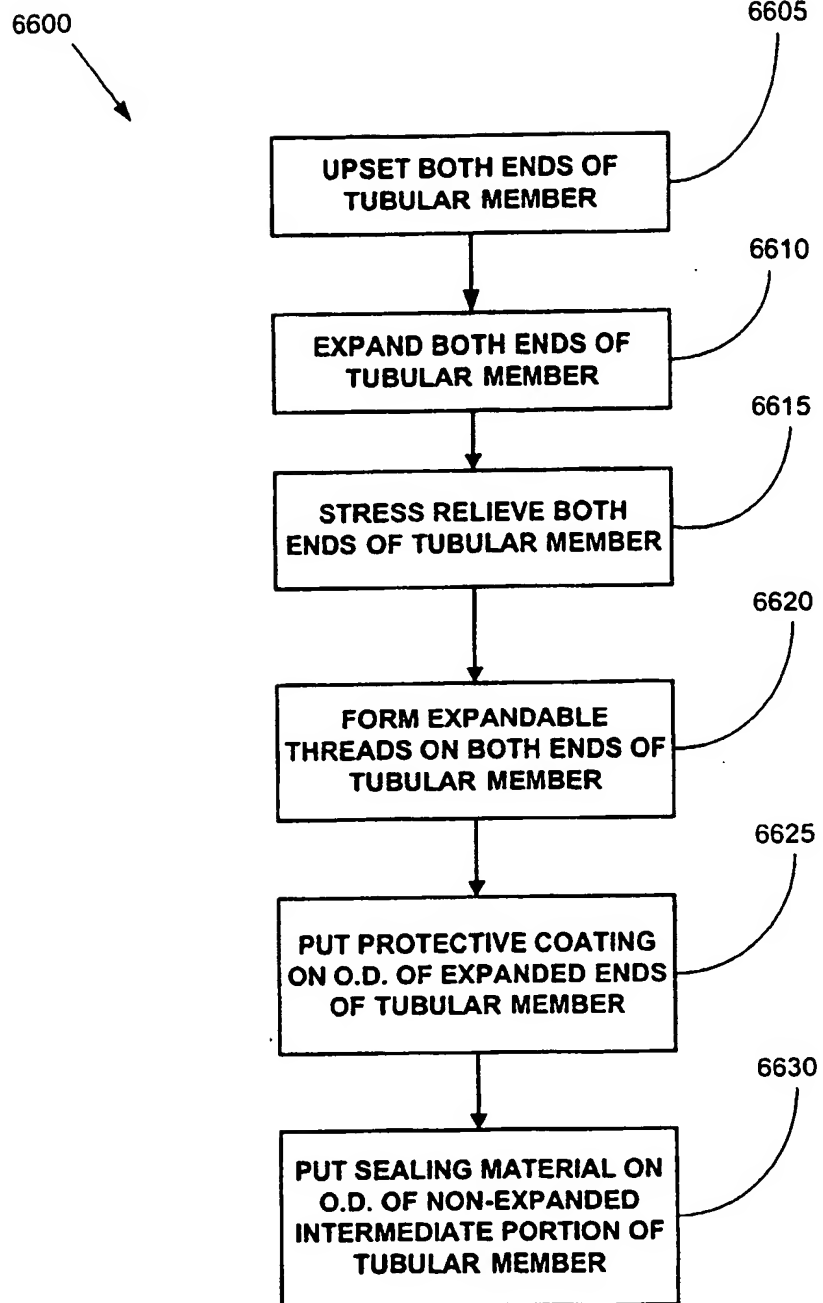 6600
6605
UPSET BOTH ENDS OF
TUBULAR MEMBER
6610
EXPAND BOTH ENDS OF
TUBULAR MEMBER
6615
STRESS RELIEVE BOTH
ENDS OF TUBULAR MEMBER
6620
FORM EXPANDABLE
THREADS ON BOTH ENDS OF
TUBULAR MEMBER
6625
PUT PROTECTIVE COATING
ON O.D. OF EXPANDED ENDS
OF TUBULAR MEMBER
6630
PUT SEALING MATERIAL ON
O.D. OF NON-EXPANDED
INTERMEDIATE PORTION OF
TUBULAR MEMBER